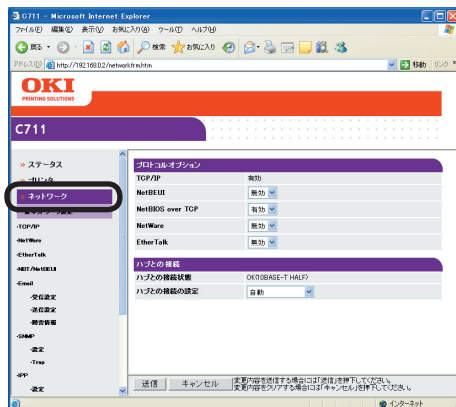 C711 - Microsoft Internet Explorer
ファイル(F) 編集(E) 表示(V) お気に入り(A) ツール(T) ヘルプ(H)
戻る 検索 お気に入り
アドレス(D) http://192.168.0.2/networkfrm.htm 移動 リンク
OKI
PRINTING SOLUTIONS
C711
» ステータス
» プリンタ
» ネットワーク
-TCP/IP
-NetWare
-EtherTalk
-NBT/NetBEUI
-Email
-受信設定
-送信設定
-障害情報
-SNMP
-設定
-Trap
-IPP
-設定
プロトコルオプション
TCP/IP 有効
NetBEUI 無効
NetBIOS over TCP 有効
NetWare 無効
EtherTalk 無効
ハブとの接続
ハブとの接続状態 OK(10BASE-T HALF)
ハブとの接続の設定 自動
送信 キャンセル 変更内容を送信する場合には「送信」を押下してください。
変更内容をクリアする場合には「キャンセル」を押下してください。
インターネット